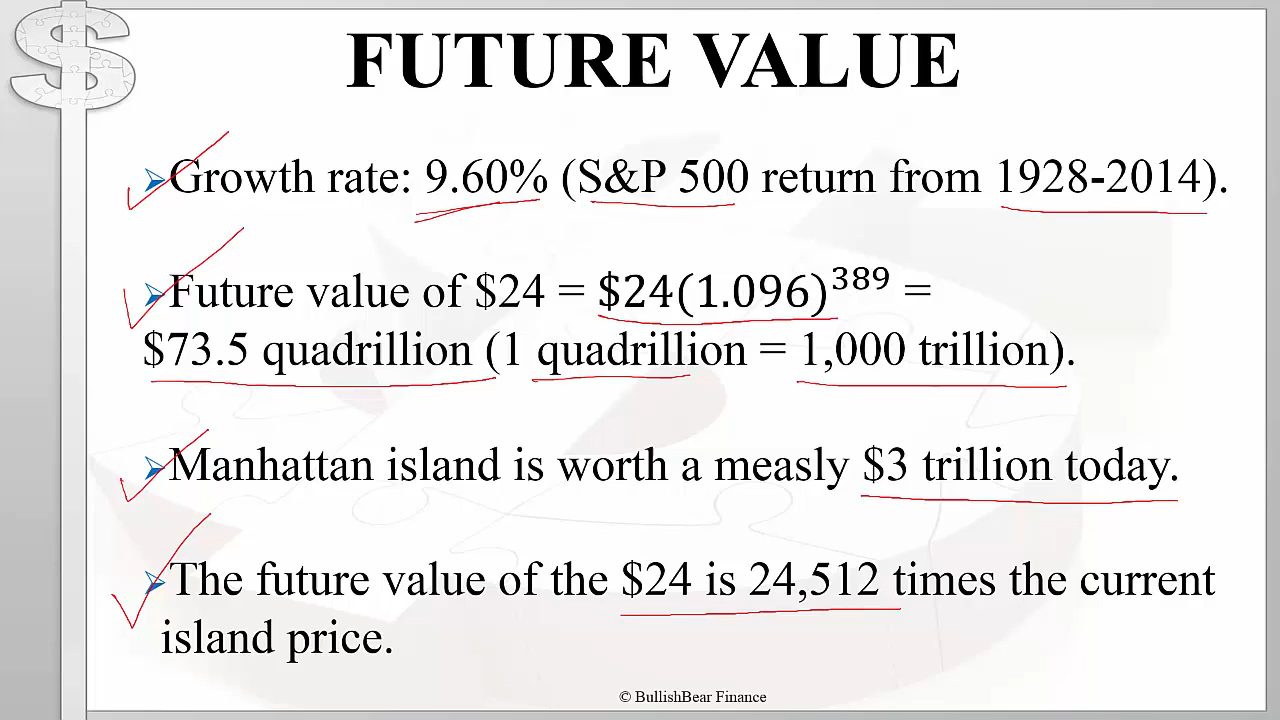 FUTURE VALUE
Growth rate: 9.60% (S&P 500 return from 1928-2014).
Future value of $24 = $24(1.096)^389 =
$73.5 quadrillion (1 quadrillion = 1,000 trillion).
Manhattan island is worth a measly $3 trillion today.
The future value of the $24 is 24,512 times the current
island price.
© BullishBear Finance